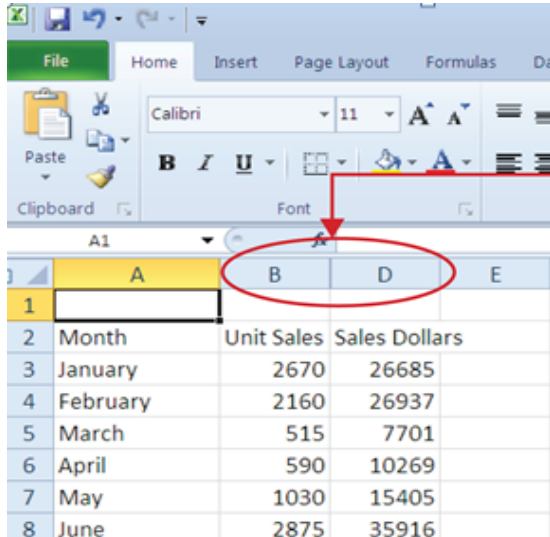 File Home Insert Page Layout Formulas Da
Calibri 11 A A
Paste B I U A
Clipboard Font
A1 fx
A B D E
1
2 Month Unit Sales Sales Dollars
3 January 2670 26685
4 February 2160 26937
5 March 515 7701
6 April 590 10269
7 May 1030 15405
8 June 2875 35916